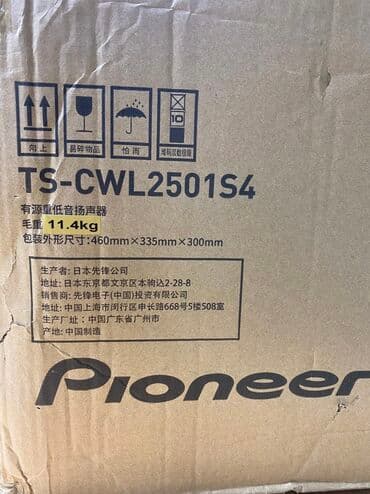 10
向上
易碎物品
怕雨
堆码层数极限
TS-CWL2501S4
有源重低音扬声器
毛重 11.4kg
包装外形尺寸:460mm×335mm×300mm
生产者: 日本先锋公司
地址: 日本东京都文京区本驹込2-28-8
销售商: 先锋电子(中国)投资有限公司
地址: 中国上海市闵行区申长路668号5楼508室
生产厂址: 中国广东省广州市
产地: 中国制造
Pioneer